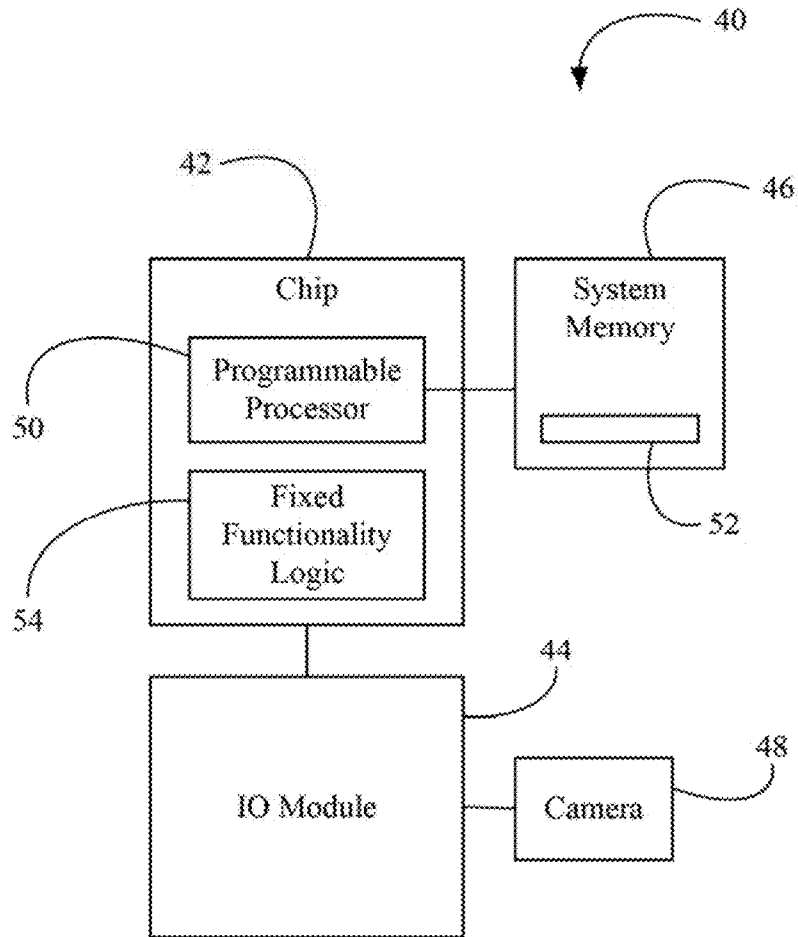 40
42
46
Chip
System
Memory
Programmable
Processor
50
52
Fixed
Functionality
Logic
54
44
IO Module
48
Camera